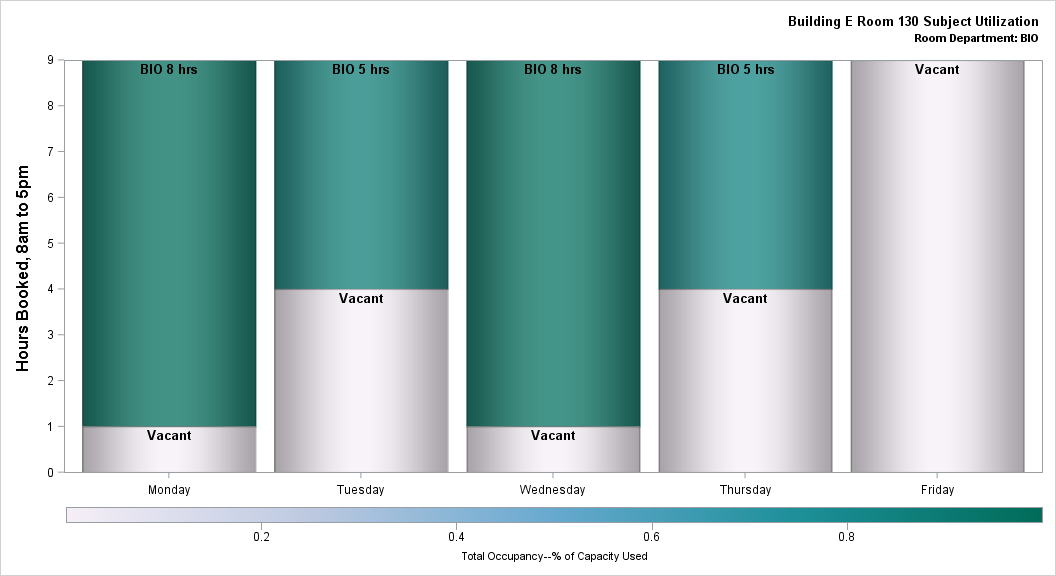 Building E Room 130 Subject Utilization
Room Department: BIO
Hours Booked, 8am to 5pm
9
8
7
6
5
4
3
2
1
0
BIO 8 hrs
BIO 5 hrs
BIO 8 hrs
BIO 5 hrs
Vacant
Vacant
Vacant
Vacant
Vacant
Monday
Tuesday
Wednesday
Thursday
Friday
0.2
0.4
0.6
0.8
Total Occupancy--% of Capacity Used